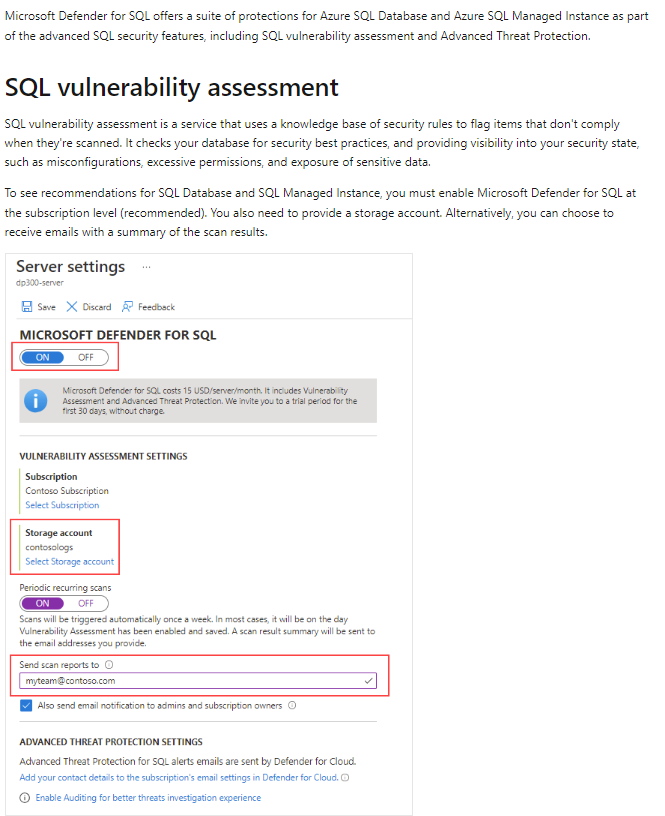 Microsoft Defender for SQL offers a suite of protections for Azure SQL Database and Azure SQL Managed Instance as part
of the advanced SQL security features, including SQL vulnerability assessment and Advanced Threat Protection.
SQL vulnerability assessment
SQL vulnerability assessment is a service that uses a knowledge base of security rules to flag items that don't comply
when they're scanned. It checks your database for security best practices, and providing visibility into your security state,
such as misconfigurations, excessive permissions, and exposure of sensitive data.
To see recommendations for SQL Database and SQL Managed Instance, you must enable Microsoft Defender for SQL at
the subscription level (recommended). You also need to provide a storage account. Alternatively, you can choose to
receive emails with a summary of the scan results.
Server settings ...
dp300-server
Save Discard Feedback
MICROSOFT DEFENDER FOR SQL
ON OFF
Microsoft Defender for SQL costs 15 USD/server/month. It includes Vulnerability
Assessment and Advanced Threat Protection. We invite you to a trial period for the
first 30 days, without charge.
VULNERABILITY ASSESSMENT SETTINGS
Subscription
Contoso Subscription
Select Subscription
Storage account
contosologs
Select Storage account
Periodic recurring scans
ON OFF
Scans will be triggered automatically once a week. In most cases, it will be on the day
Vulnerability Assessment has been enabled and saved. A scan result summary will be sent to
the email addresses you provide.
Send scan reports to
myteam@contoso.com
Also send email notification to admins and subscription owners
ADVANCED THREAT PROTECTION SETTINGS
Advanced Threat Protection for SQL alerts emails are sent by Defender for Cloud.
Add your contact details to the subscription's email settings in Defender for Cloud.
Enable Auditing for better threats investigation experience